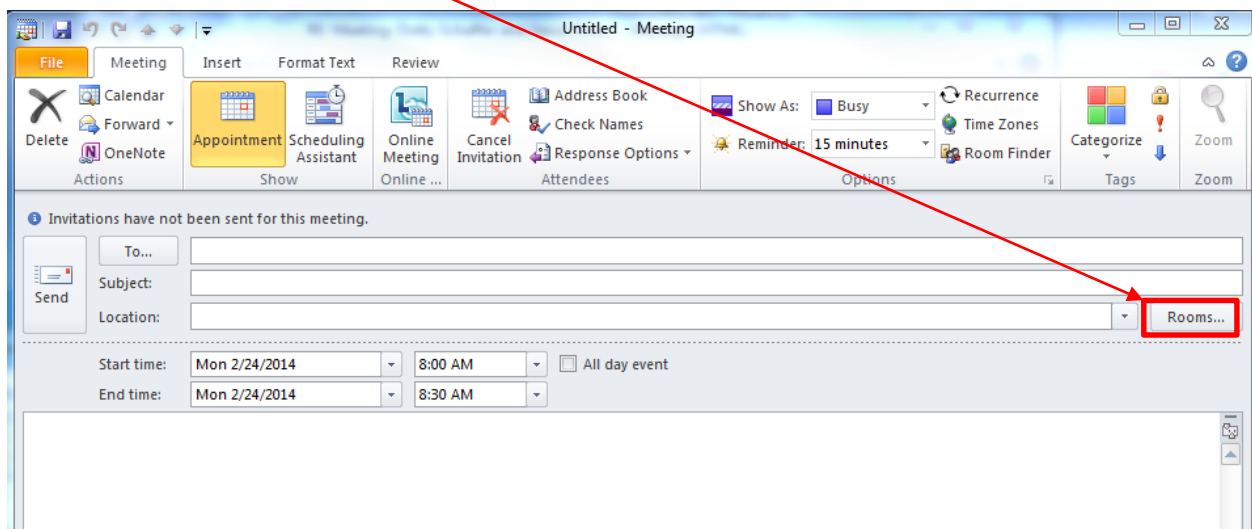 Untitled - Meeting
File Meeting Insert Format Text Review
Calendar Address Book Recurrence
Forward Check Names Show As: Busy Time Zones
Delete OneNote Appointment Scheduling Assistant Online Meeting Cancel Invitation Response Options Reminder: 15 minutes Room Finder Categorize Zoom
Actions Show Online ... Attendees Options Tags Zoom
Invitations have not been sent for this meeting.
To...
Send Subject:
Location: Rooms...
Start time: Mon 2/24/2014 8:00 AM All day event
End time: Mon 2/24/2014 8:30 AM